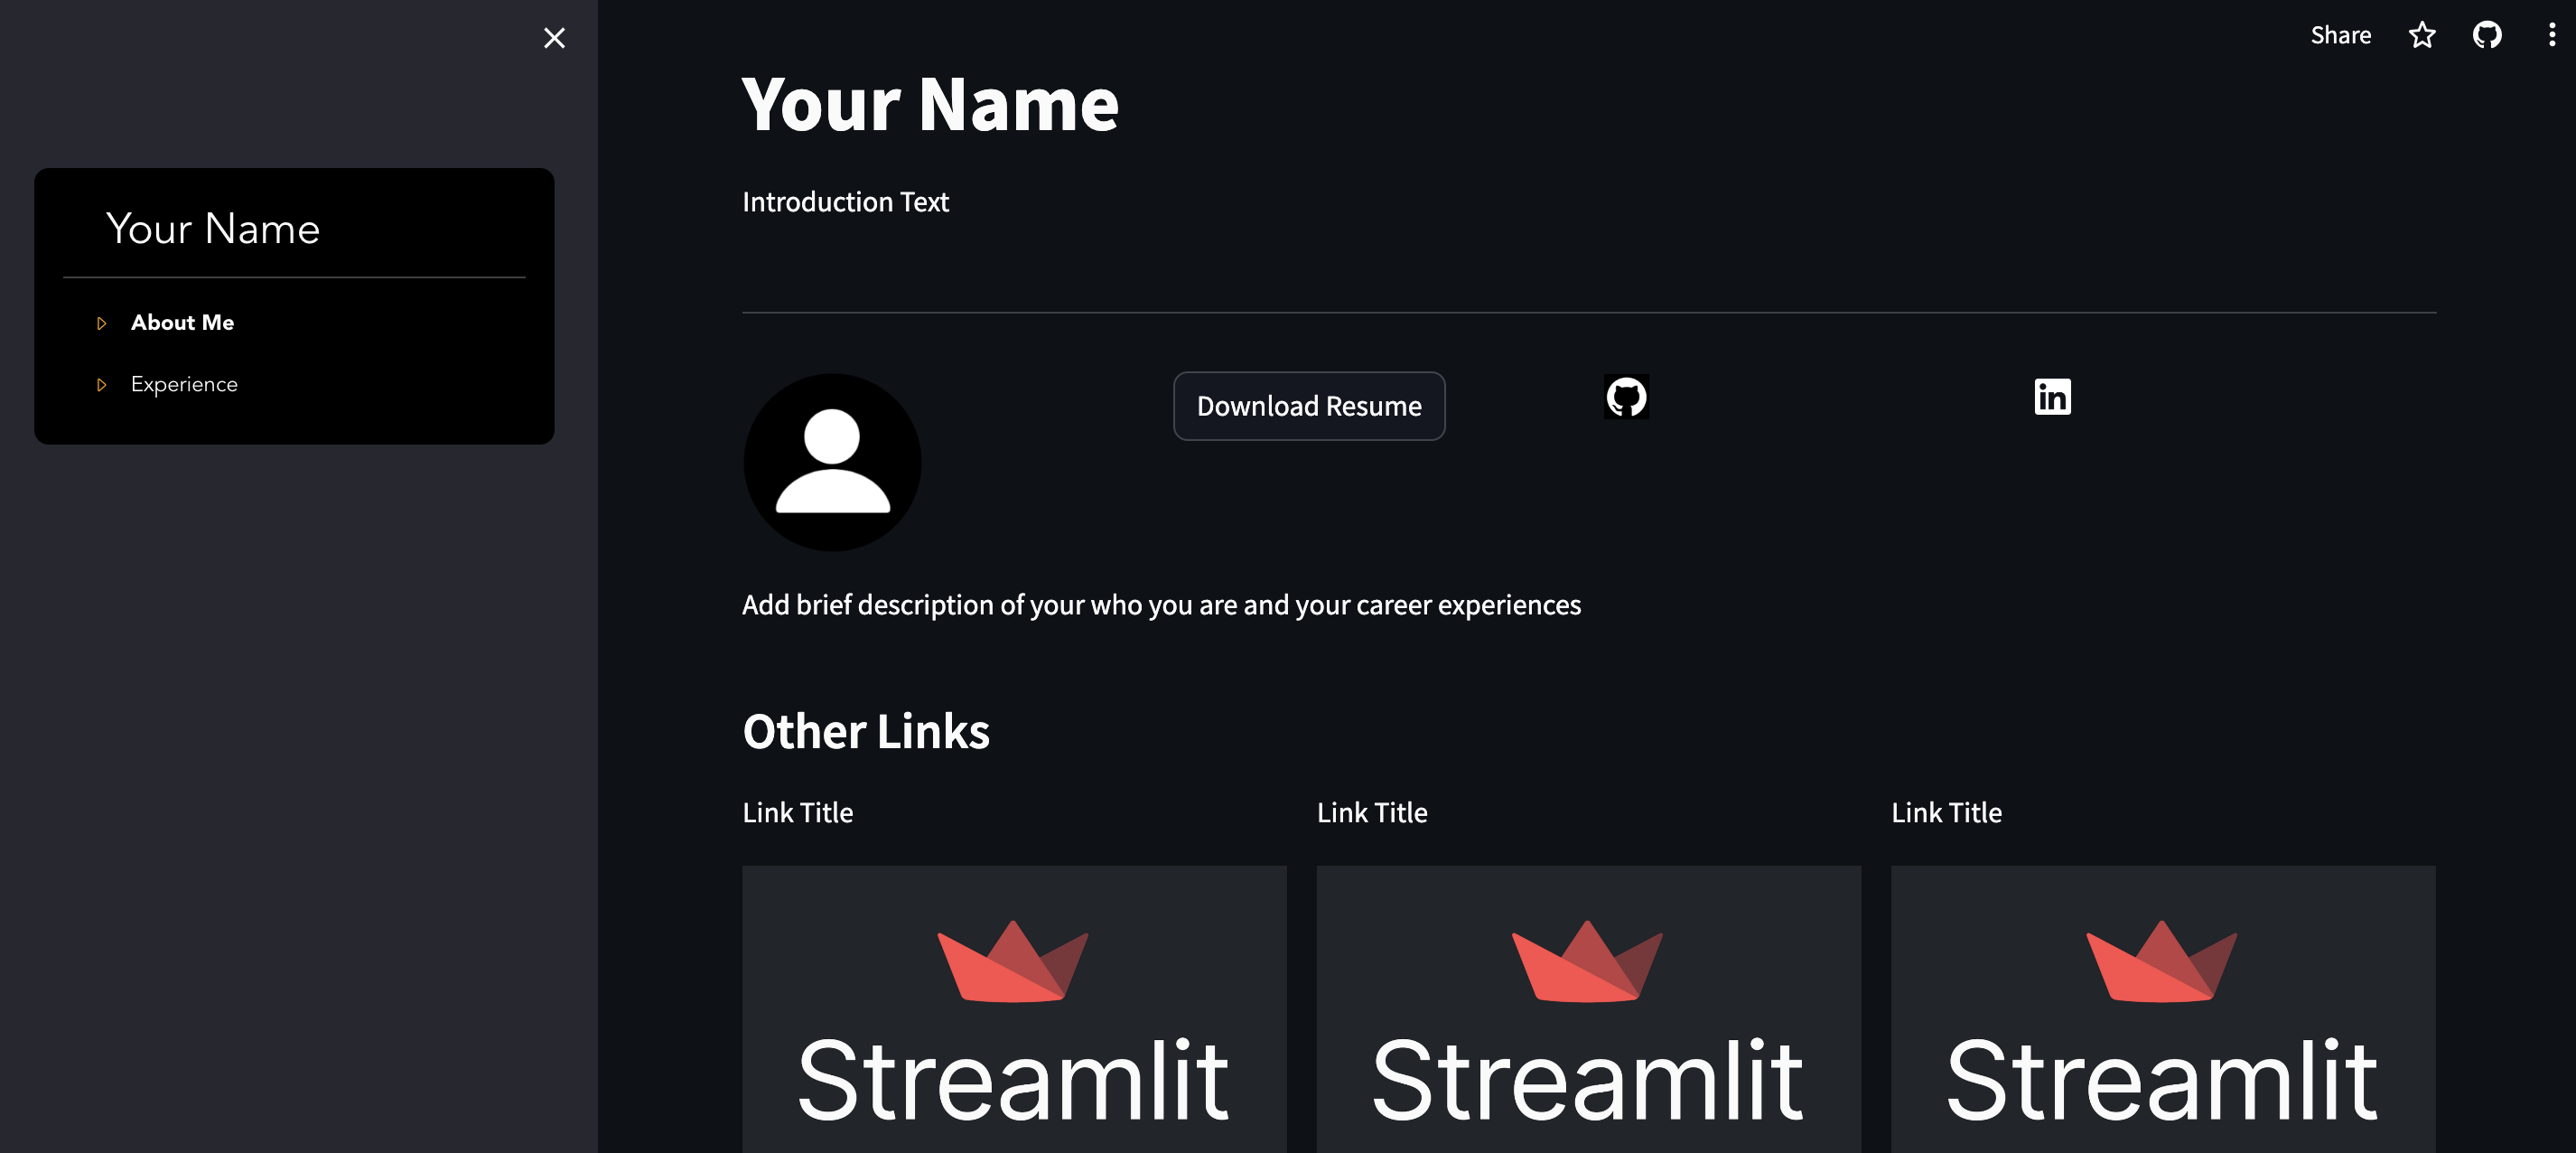 Share
Your Name
Introduction Text
Your Name
About Me
Experience
Download Resume
in
Add brief description of your who you are and your career experiences
Other Links
Link Title
Link Title
Link Title
Streamlit
Streamlit
Streamlit